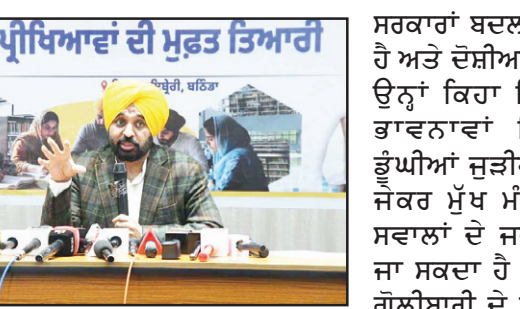 ਪ੍ਰੀਖਿਆਵਾਂ ਦੀ ਮੁਫ਼ਤ ਤਿਆਰੀ
ਬਠਿੰਡਾ
ਸਰਕਾਰਾਂ ਬਦਲ
ਹੈ ਅਤੇ ਦੋਸ਼ੀਆ
ਉਨ੍ਹਾਂ ਕਿਹਾ
ਭਾਵਨਾਵਾਂ
ਡੂੰਘੀਆਂ ਜੁੜੀ
ਜੇਕਰ ਮੁੱਖ ਮੰ
ਸਵਾਲਾਂ ਦੇ ਜ
ਜਾ ਸਕਦਾ ਹੈ
ਗੋਲੀਬਾਰੀ ਦੇ